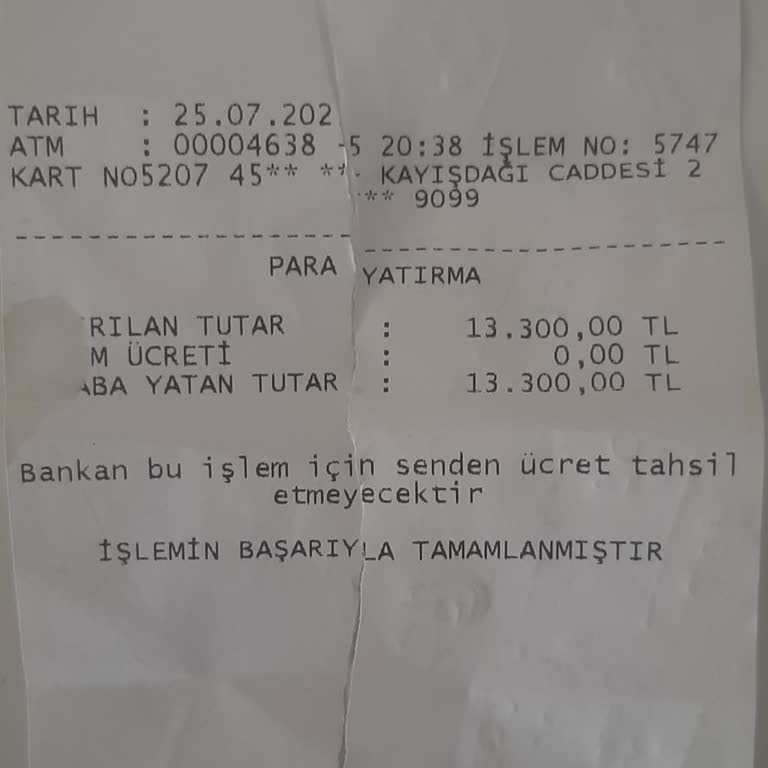 TARIH : 25.07.202
ATM : 00004638 5 20:38 İŞLEM NO: 5747
KART NO5207 45** ** KAYIŞDAĞI CADDESİ 2
** 9099
PARA YATIRMA
RILAN TUTAR : 13.300,00 TL
M ÜCRETİ : 0,00 TL
ABA YATAN TUTAR : 13.300,00 TL
Bankan bu işlem için senden ücret tahsil
etmeyecektir
İŞLEMİN BAŞARIYLA TAMAMLANMIŞTIR